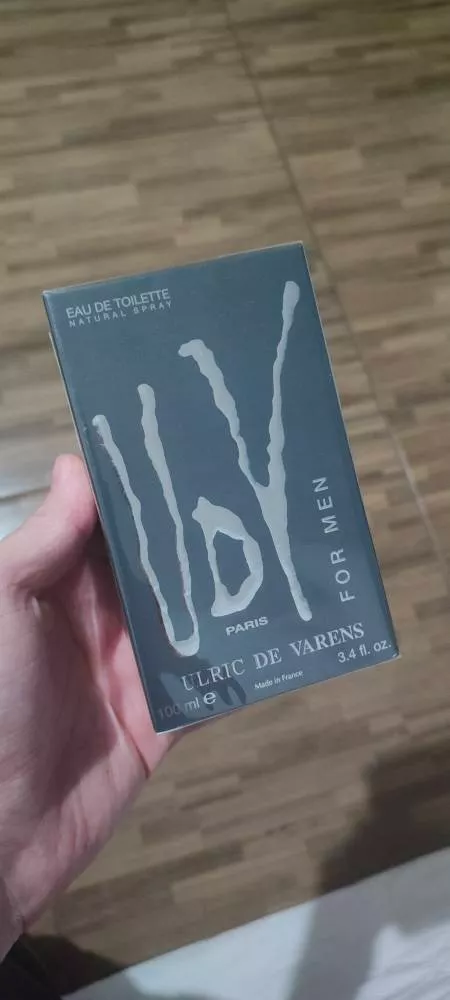 EAU DE TOILETTE
NATURAL SPRAY
UDV
FOR MEN
PARIS
ULRIC DE VARENS
100 ml e
Made in France
3.4 fl. oz.